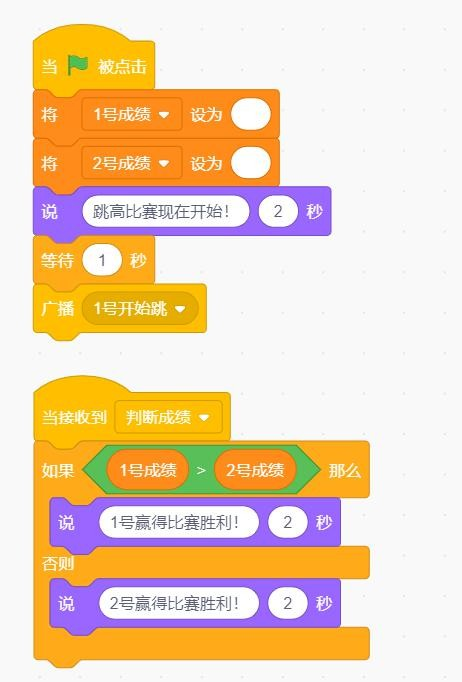 当 被点击
将 1号成绩 设为
将 2号成绩 设为
说 跳高比赛现在开始！ 2 秒
等待 1 秒
广播 1号开始跳
当接收到 判断成绩
如果 1号成绩 > 2号成绩 那么
说 1号赢得比赛胜利！ 2 秒
否则
说 2号赢得比赛胜利！ 2 秒